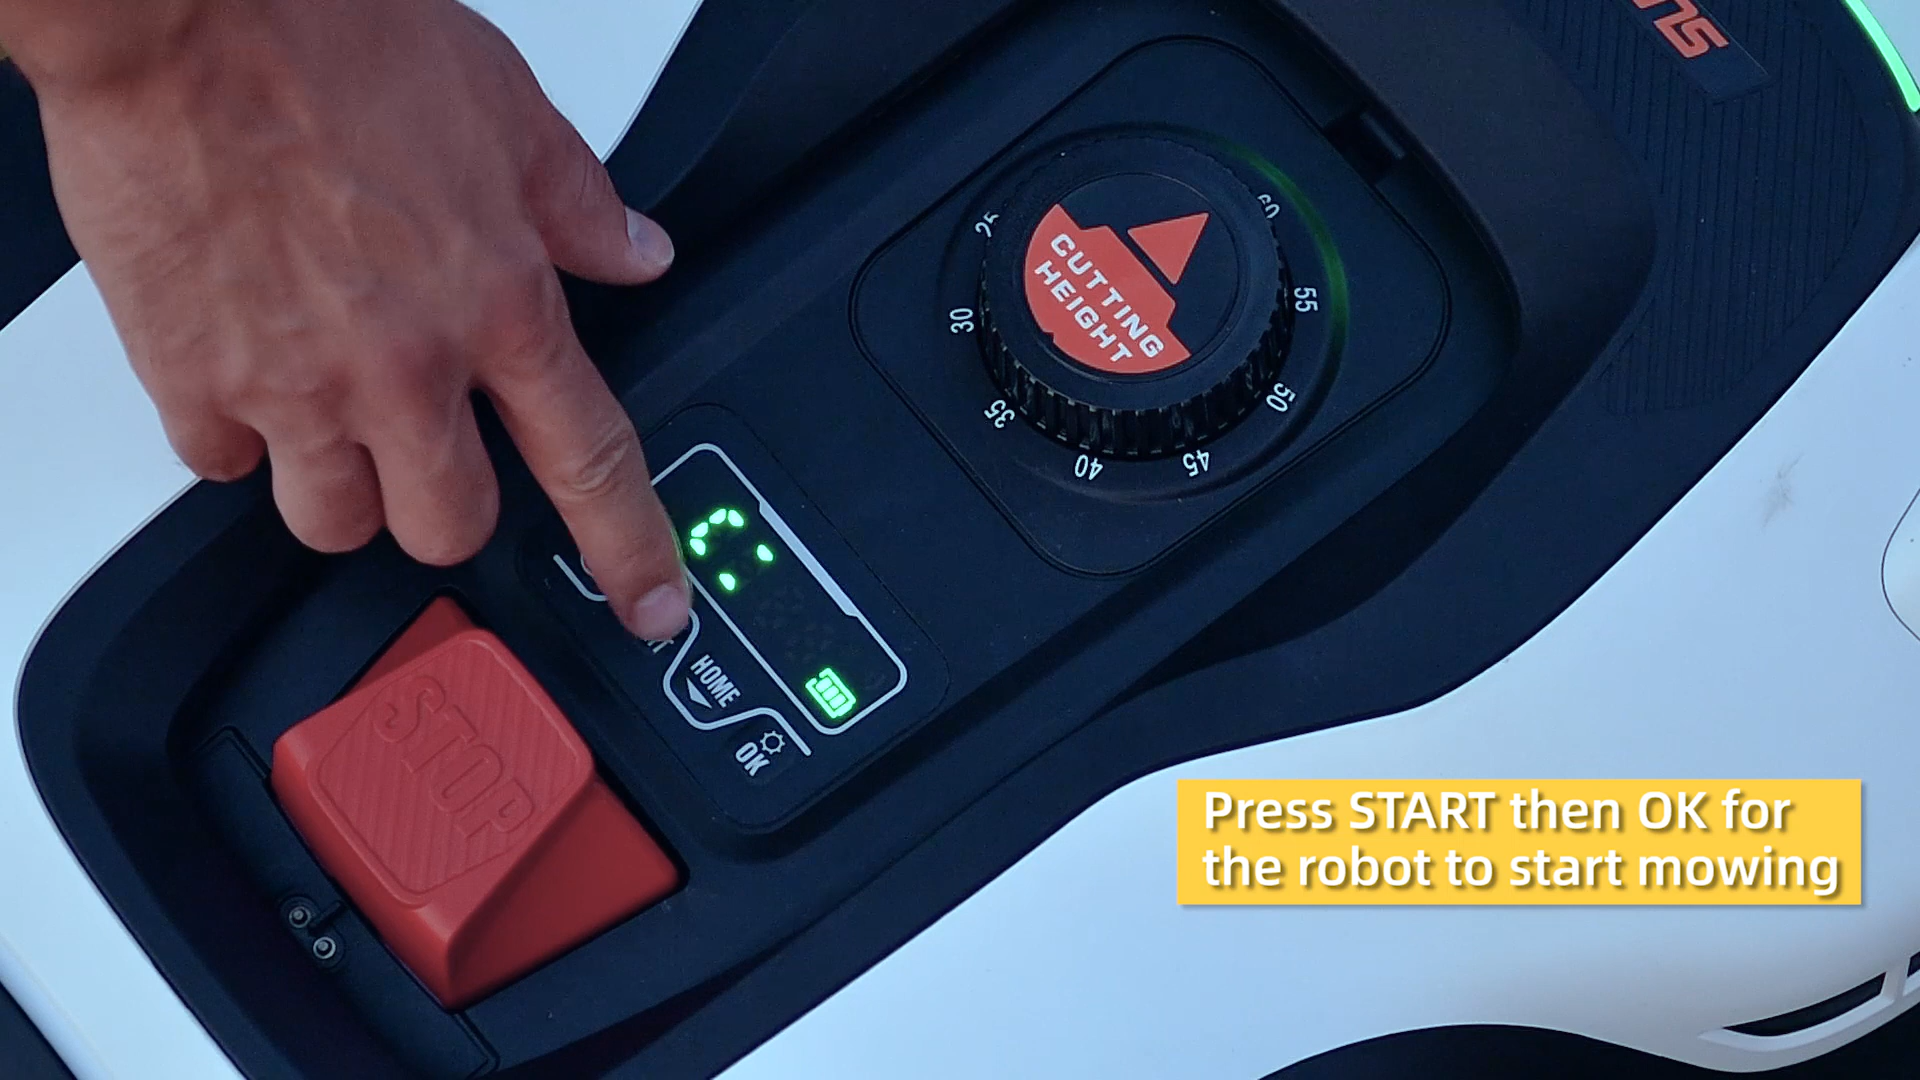 60
25
55
30
50
35
45
40
CUTTING
HEIGHT
HOME
OK
STOP
Press START then OK for
the robot to start mowing